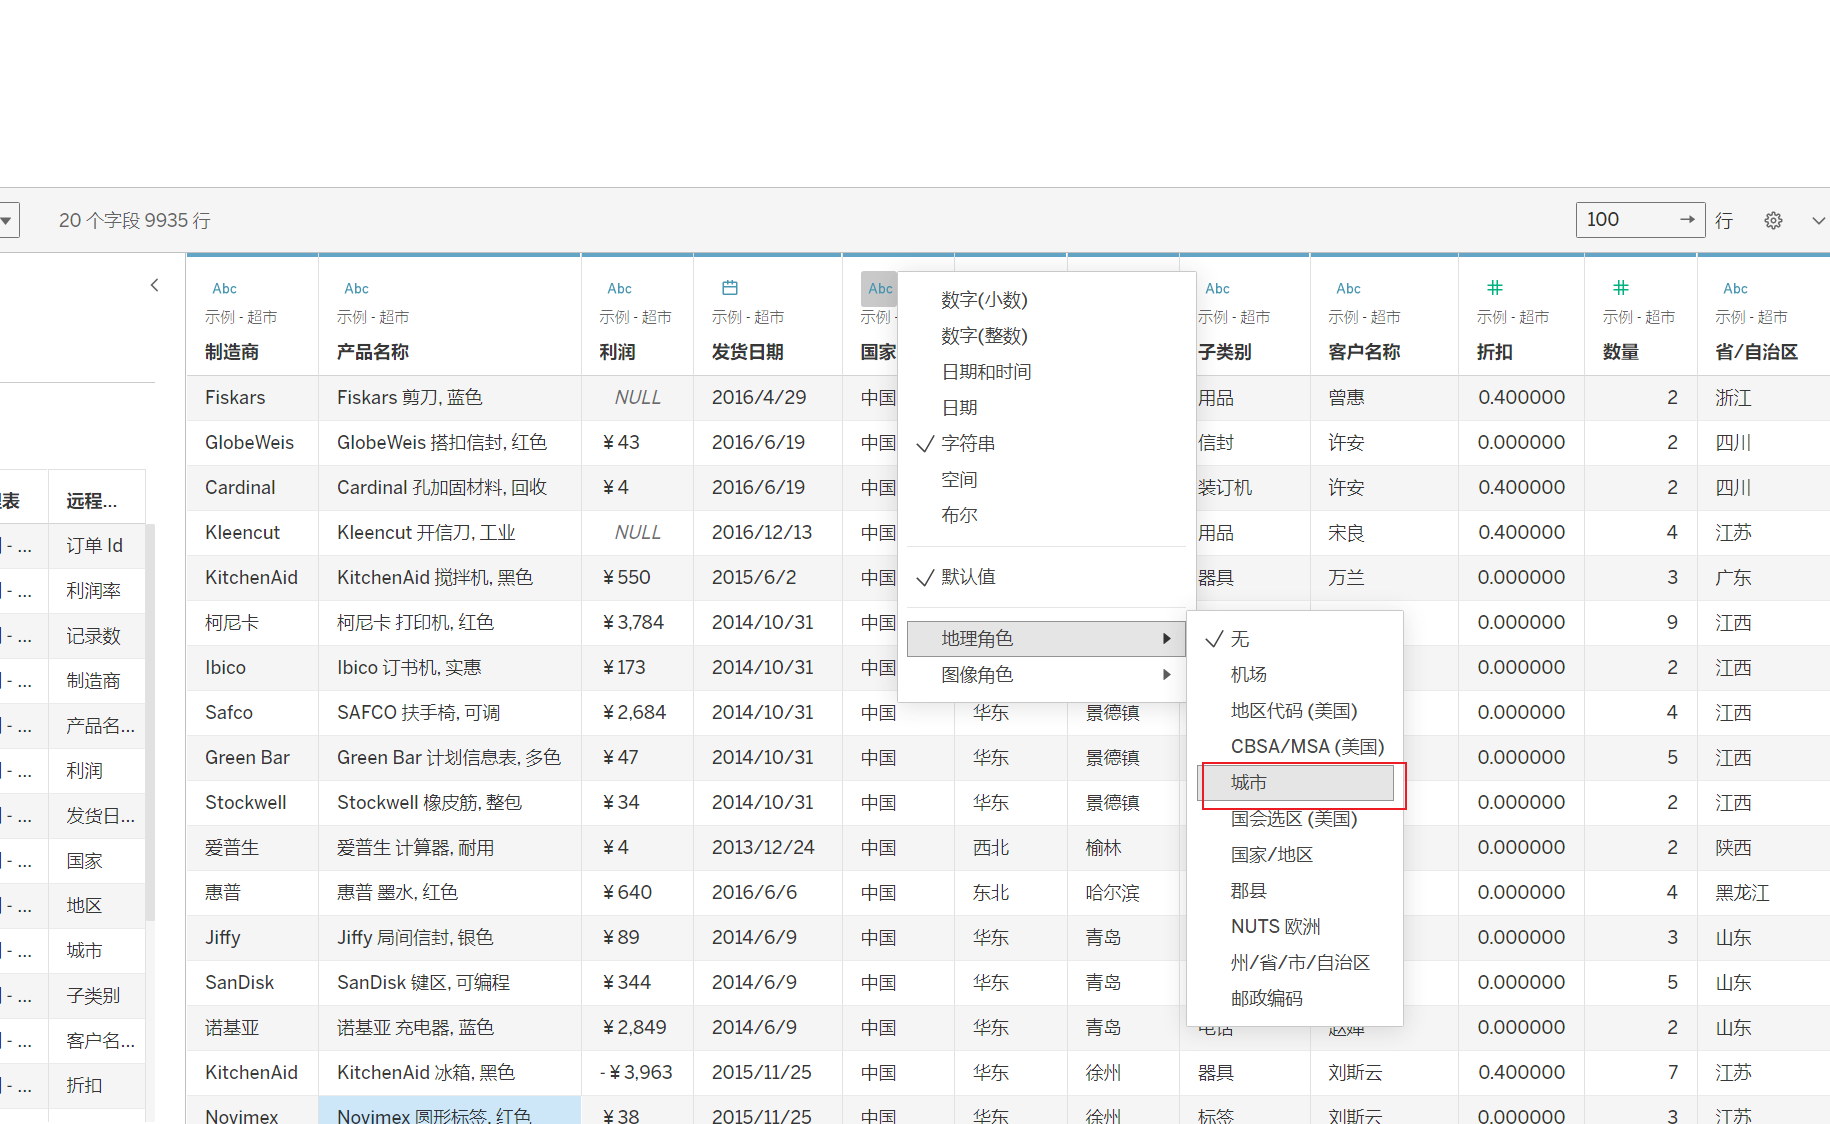 20 个字段 9935 行
100 → 行
Abc Abc Abc Abc Abc Abc Abc
示例 - 超市 示例 - 超市 示例 - 超市 示例 - 超市 示例 - 示例 - 超市 示例 - 超市 示例 - 超市 示例 - 超市 示例 - 超市
制造商 产品名称 利润 发货日期 国家 子类别 客户名称 折扣 数量 省/自治区
Fiskars Fiskars 剪刀, 蓝色 NULL 2016/4/29 中国 用品 曾惠 0.400000 2 浙江
GlobeWeis GlobeWeis 搭扣信封, 红色 ¥43 2016/6/19 中国 信封 许安 0.000000 2 四川
Cardinal Cardinal 孔加固材料, 回收 ¥4 2016/6/19 中国 装订机 许安 0.400000 2 四川
Kleencut Kleencut 开信刀, 工业 NULL 2016/12/13 中国 用品 宋良 0.400000 4 江苏
KitchenAid KitchenAid 搅拌机, 黑色 ¥550 2015/6/2 中国 器具 万兰 0.000000 3 广东
柯尼卡 柯尼卡 打印机, 红色 ¥3,784 2014/10/31 中国 0.000000 9 江西
Ibico Ibico 订书机, 实惠 ¥173 2014/10/31 中国 0.000000 2 江西
Safco SAFCO 扶手椅, 可调 ¥2,684 2014/10/31 中国 华东 景德镇 0.000000 4 江西
Green Bar Green Bar 计划信息表, 多色 ¥47 2014/10/31 中国 华东 景德镇 0.000000 5 江西
Stockwell Stockwell 橡皮筋, 整包 ¥34 2014/10/31 中国 华东 景德镇 0.000000 2 江西
爱普生 爱普生 计算器, 耐用 ¥4 2013/12/24 中国 西北 榆林 0.000000 2 陕西
惠普 惠普 墨水, 红色 ¥640 2016/6/6 中国 东北 哈尔滨 0.000000 4 黑龙江
Jiffy Jiffy 局间信封, 银色 ¥89 2014/6/9 中国 华东 青岛 0.000000 3 山东
SanDisk SanDisk 键区, 可编程 ¥344 2014/6/9 中国 华东 青岛 0.000000 5 山东
诺基亚 诺基亚 充电器, 蓝色 ¥2,849 2014/6/9 中国 华东 青岛 电话 赵婵 0.000000 2 山东
KitchenAid KitchenAid 冰箱, 黑色 -¥3,963 2015/11/25 中国 华东 徐州 器具 刘斯云 0.400000 7 江苏
Novimex Novimex 圆形标签, 红色 ¥38 2015/11/25 中国 华东 徐州 标签 刘斯云 0.000000 3 江苏
数字(小数)
数字(整数)
日期和时间
日期
字符串
空间
布尔
默认值
地理角色
图像角色
无
机场
地区代码 (美国)
CBSA/MSA (美国)
城市
国会选区 (美国)
国家/地区
郡县
NUTS 欧洲
州/省/市/自治区
邮政编码
表 远程...
- ... 订单 Id
- ... 利润率
- ... 记录数
- ... 制造商
- ... 产品名...
- ... 利润
- ... 发货日...
- ... 国家
- ... 地区
- ... 城市
- ... 子类别
- ... 客户名...
- ... 折扣